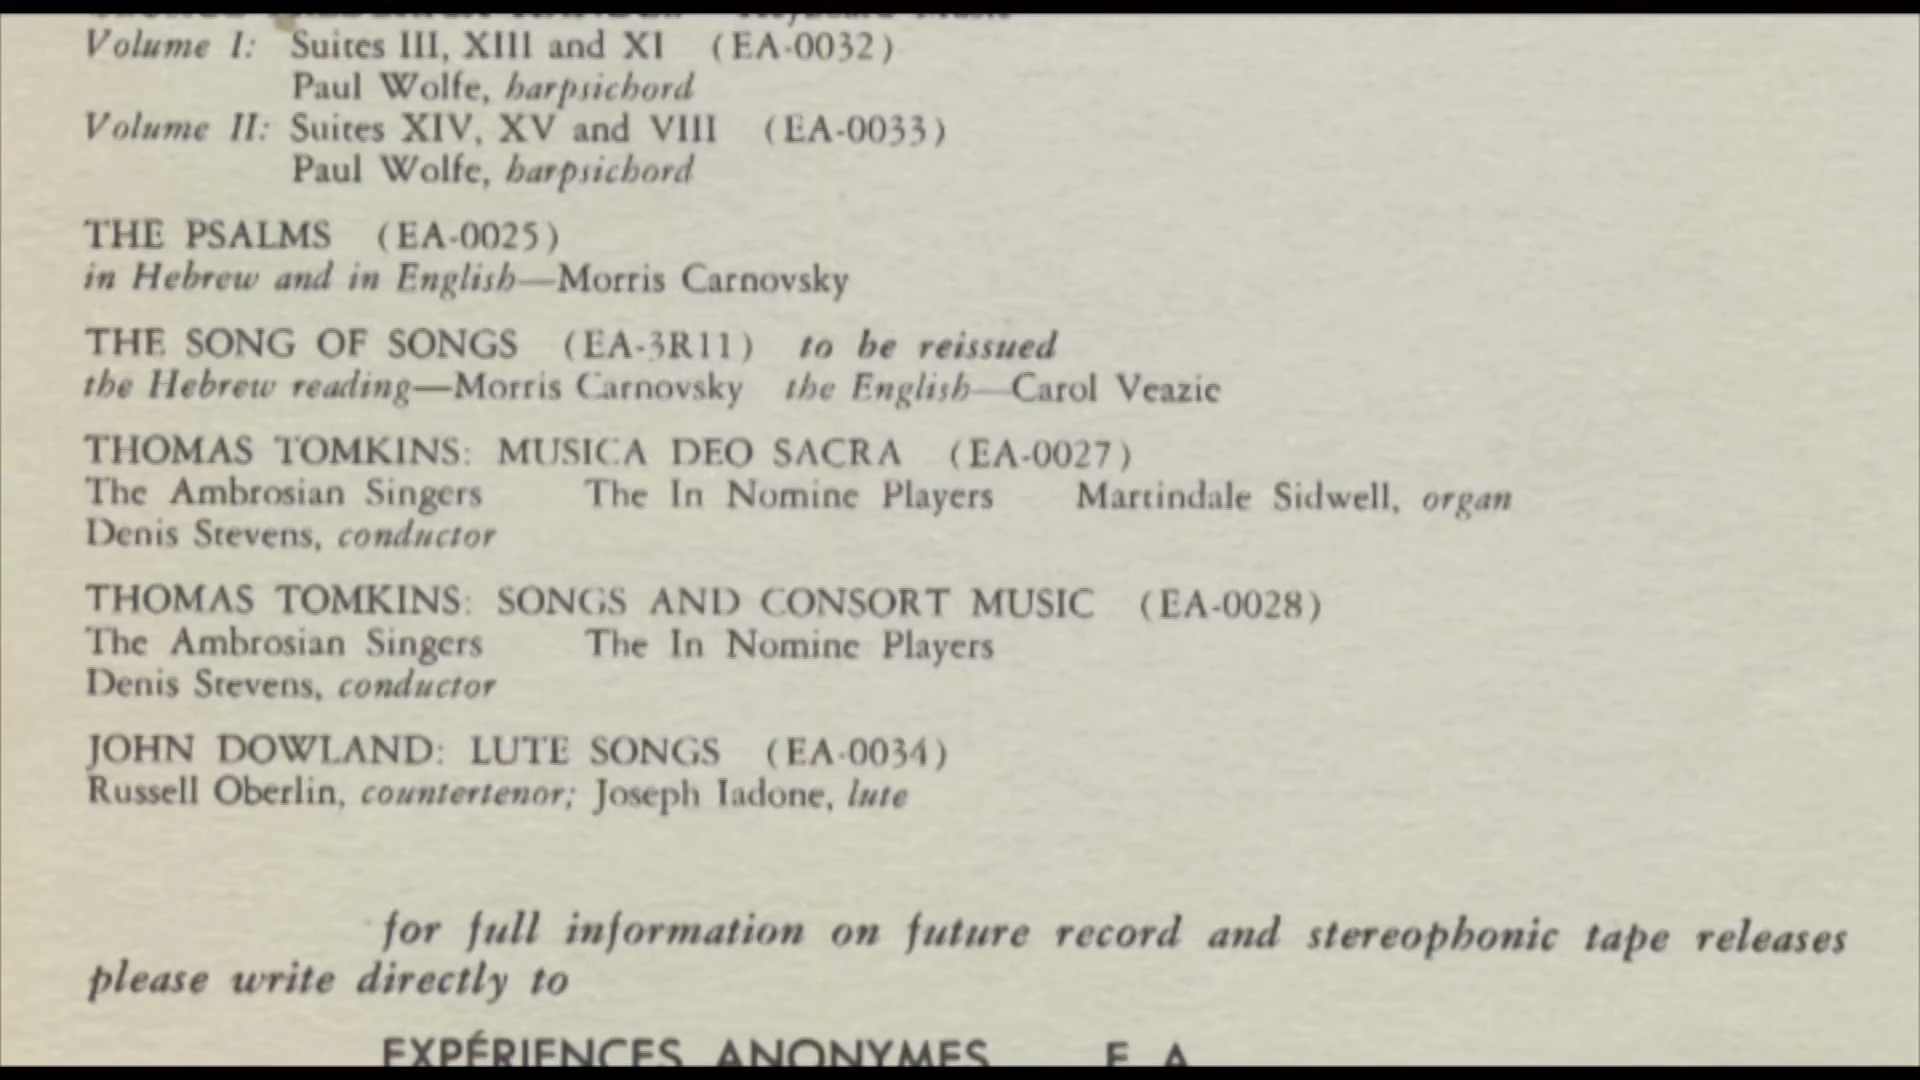 Volume I: Suites III, XIII and XI (EA-0032)
Paul Wolfe, harpsichord
Volume II: Suites XIV, XV and VIII (EA-0033)
Paul Wolfe, harpsichord
THE PSALMS (EA-0025)
in Hebrew and in English—Morris Carnovsky
THE SONG OF SONGS (EA-3R11) to be reissued
the Hebrew reading—Morris Carnovsky the English—Carol Veazie
THOMAS TOMKINS: MUSICA DEO SACRA (EA-0027)
The Ambrosian Singers The In Nomine Players Martindale Sidwell, organ
Denis Stevens, conductor
THOMAS TOMKINS: SONGS AND CONSORT MUSIC (EA-0028)
The Ambrosian Singers The In Nomine Players
Denis Stevens, conductor
JOHN DOWLAND: LUTE SONGS (EA-0034)
Russell Oberlin, countertenor; Joseph Iadone, lute
for full information on future record and stereophonic tape releases
please write directly to
EXPÉRIENCES ANONYMES E A